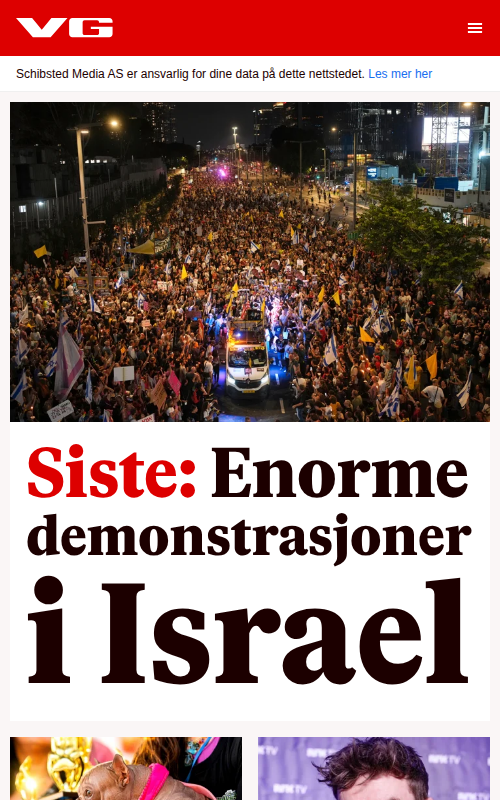 VG
Schibsted Media AS er ansvarlig for dine data på dette nettstedet. Les mer her
Siste: Enorme
demonstrasjoner
i Israel